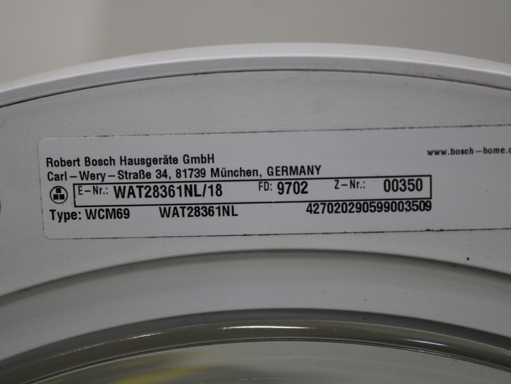 Robert Bosch Hausgeräte GmbH
www.bosch-home.
Carl-Wery-Straße 34, 81739 München, GERMANY
E-Nr.: WAT28361NL/18 FD: 9702 Z-Nr.: 00350
Type: WCM69 WAT28361NL 427020290599003509